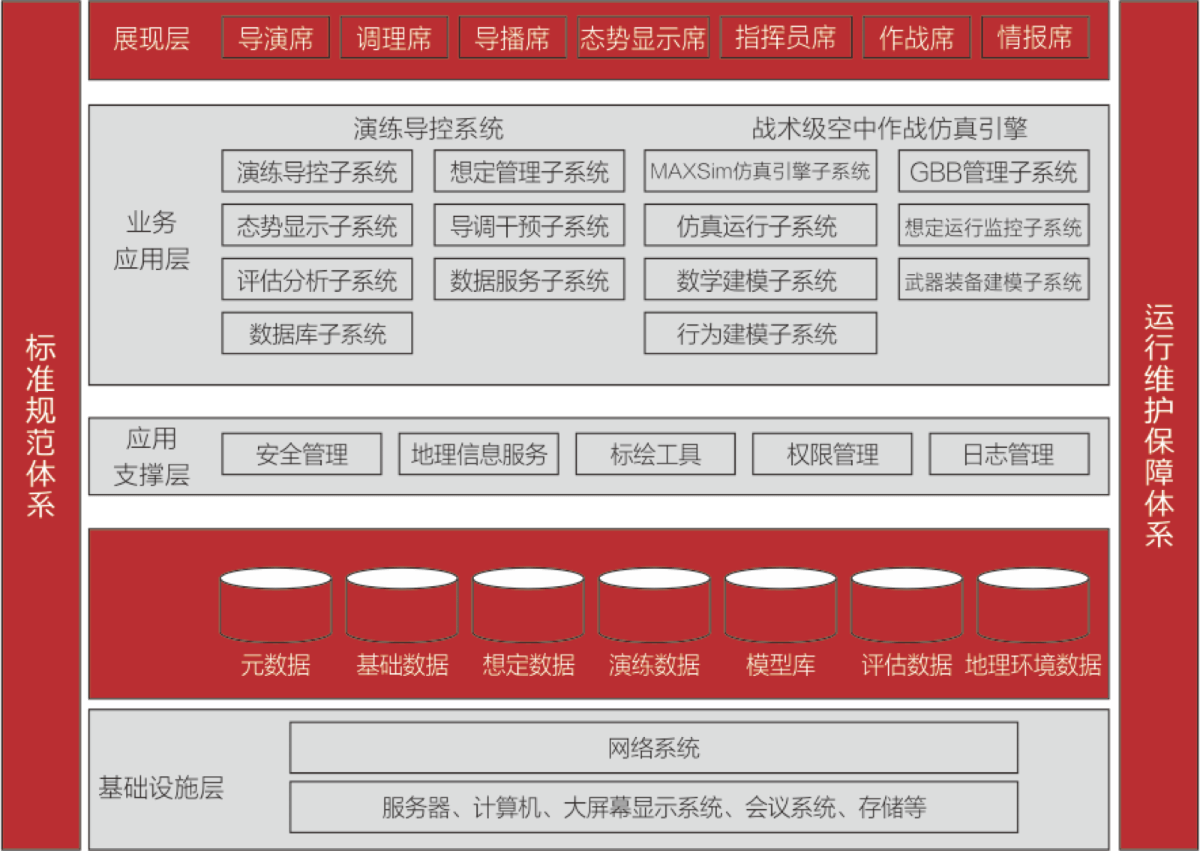 标准规范体系
展现层 导演席 调理席 导播席 态势显示席 指挥员席 作战席 情报席
业务
应用层
演练导控系统 战术级空中作战仿真引擎
演练导控子系统 想定管理子系统 MAXSim仿真引擎子系统 GBB管理子系统
态势显示子系统 导调干预子系统 仿真运行子系统 想定运行监控子系统
评估分析子系统 数据服务子系统 数学建模子系统 武器装备建模子系统
数据库子系统 行为建模子系统
应用
支撑层
安全管理 地理信息服务 标绘工具 权限管理 日志管理
元数据 基础数据 想定数据 演练数据 模型库 评估数据 地理环境数据
基础设施层
网络系统
服务器、计算机、大屏幕显示系统、会议系统、存储等
运行维护保障体系